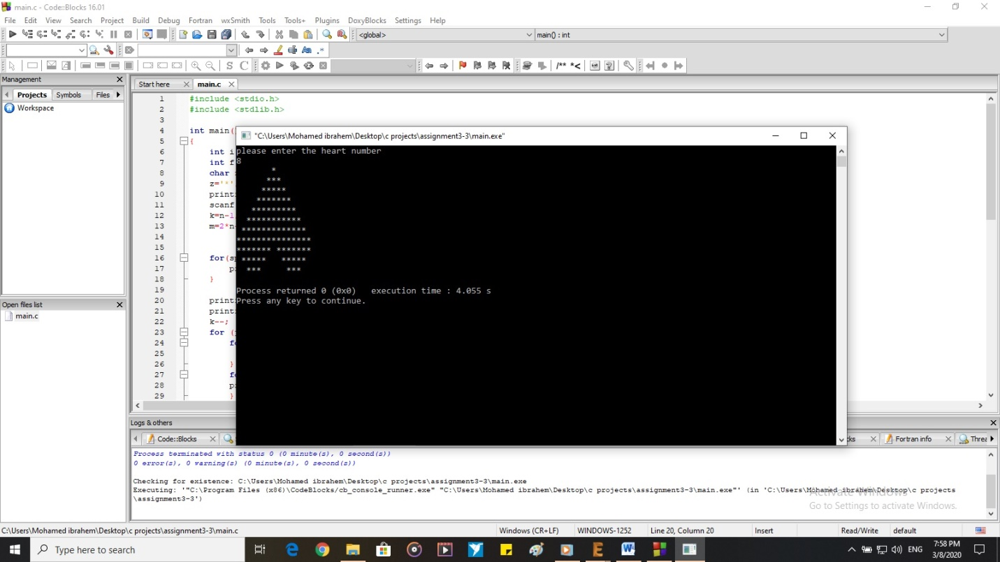 main.c - Code::Blocks 16.01
File Edit View Search Project Build Debug Fortran wxSmith Tools Tools+ Plugins DoxyBlocks Settings Help
<global> main() : int
S C /** *<
Management
Projects Symbols Files
Workspace
Open files list
main.c
Start here main.c
1 #include <stdio.h>
2 #include <stdlib.h>
3
4 int main(
5 {
6 int i
7 int f
8 char
9 z='*'
10 print
11 scanf
12 k=n-1
13 m=2*n
14
15
16 for(s
17 p
18 }
19
20 print
21 print
22 k--;
23 for (
24 f
25
26 }
27 f
28 p
29 }
"C:\Users\Mohamed ibrahem\Desktop\c projects\assignment3-3\main.exe"
please enter the heart number
8
       *
      ***
     *****
    *******
   *********
  ***********
 *************
***************
******* *******
 *****   *****
  ***     ***
Process returned 0 (0x0)   execution time : 4.055 s
Press any key to continue.
Logs & others
Code::Blocks Fortran info
Process terminated with status 0 (0 minute(s), 0 second(s))
0 error(s), 0 warning(s) (0 minute(s), 0 second(s))
Checking for existence: C:\Users\Mohamed ibrahem\Desktop\c projects\assignment3-3\main.exe
Executing: '"C:\Program Files (x86)\CodeBlocks/cb_console_runner.exe" "C:\Users\Mohamed ibrahem\Desktop\c projects\assignment3-3\main.exe"' (in 'C:\Users\Mohamed ibrahem\Desktop\c projects
\assignment3-3')
Activate Windows
Go to Settings to activate Windows.
C:\Users\Mohamed ibrahem\Desktop\c projects\assignment3-3\main.c Windows (CR+LF) WINDOWS-1252 Line 20, Column 20 Insert Read/Write default
Type here to search
ENG
7:58 PM
3/8/2020